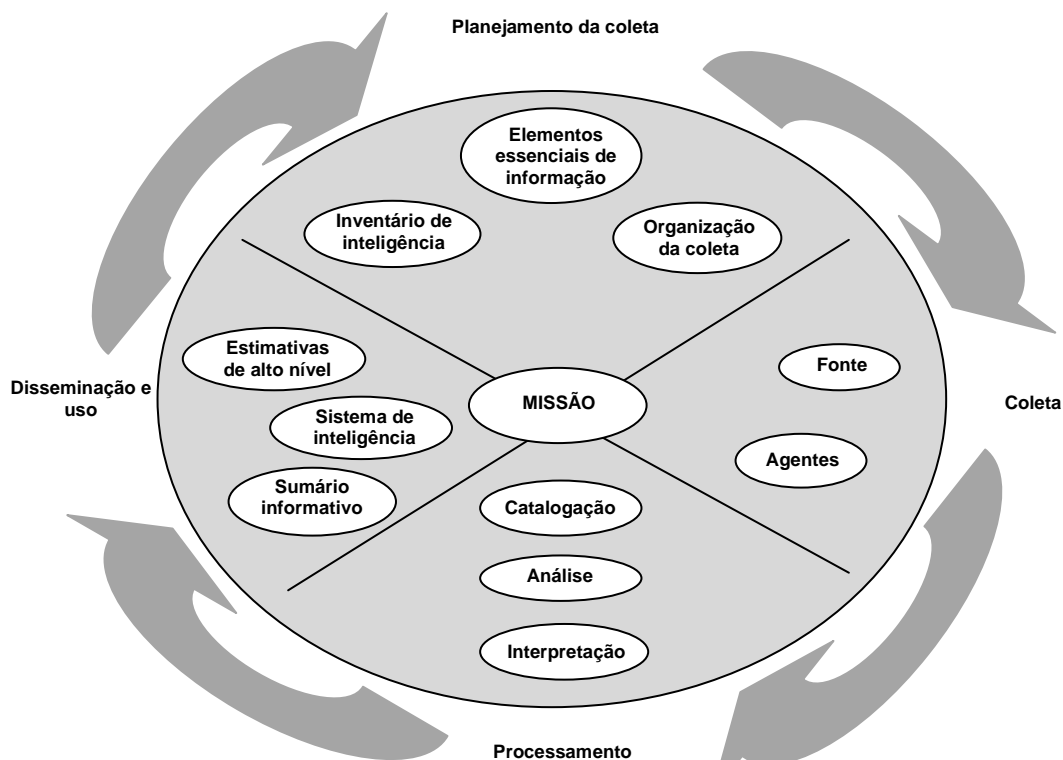 Planejamento da coleta
Elementos
essenciais de
informação
Inventário de
inteligência
Organização
da coleta
Estimativas
de alto nível
Fonte
Disseminação e
uso
MISSÃO
Coleta
Sistema de
inteligência
Agentes
Sumário
informativo
Catalogação
Análise
Interpretação
Processamento